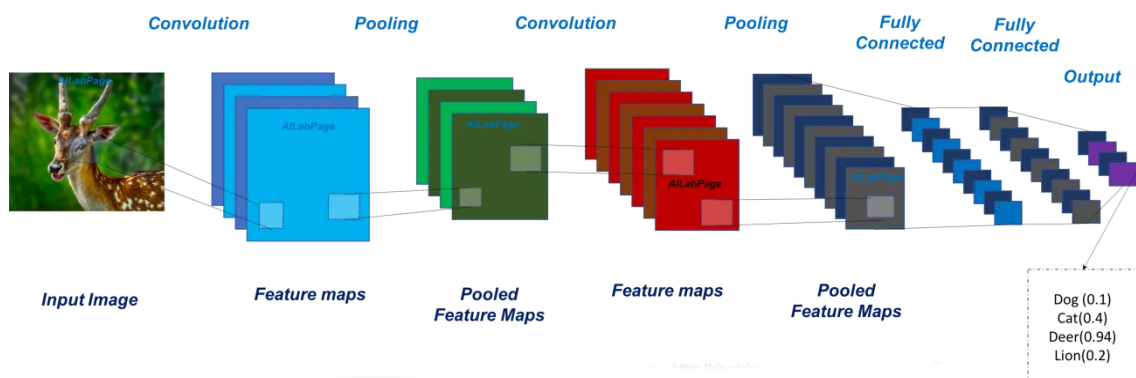 Convolution
Pooling
Convolution
Pooling
Fully
Connected
Fully
Connected
Output
AILabPage
AILabPage
AILabPage
AILabPage
AILabPage
Input Image
Feature maps
Pooled
Feature Maps
Feature maps
Pooled
Feature Maps
Dog (0.1)
Cat(0.4)
Deer(0.94)
Lion(0.2)